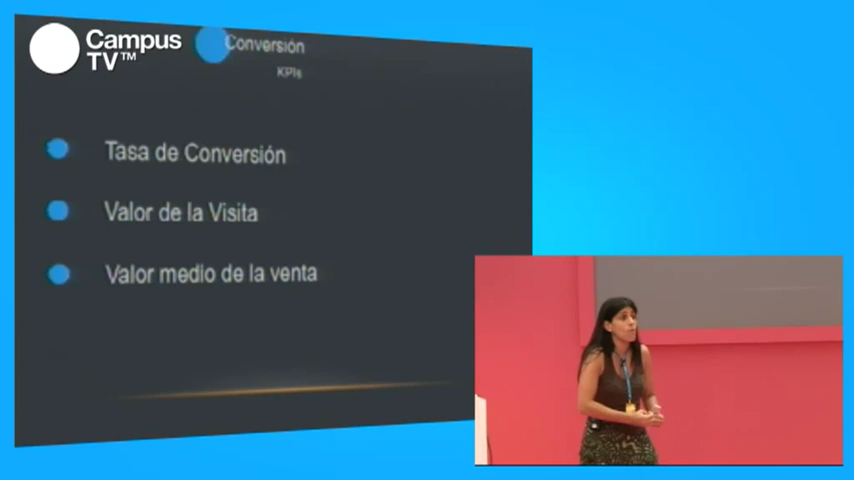 Campus
TV™
Conversión
KPIs
Tasa de Conversión
Valor de la Visita
Valor medio de la venta